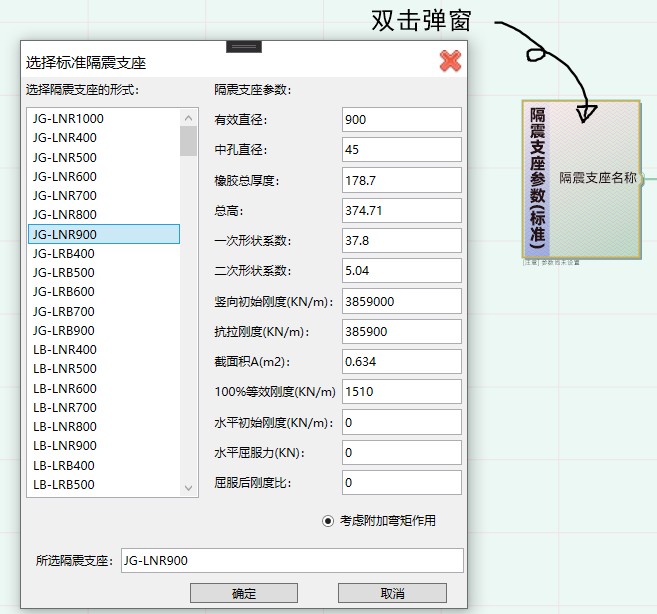 双击弹窗
选择标准隔震支座
选择隔震支座的形式:
JG-LNR1000
JG-LNR400
JG-LNR500
JG-LNR600
JG-LNR700
JG-LNR800
JG-LNR900
JG-LRB400
JG-LRB500
JG-LRB600
JG-LRB700
JG-LRB900
LB-LNR400
LB-LNR500
LB-LNR600
LB-LNR700
LB-LNR800
LB-LNR900
LB-LRB400
LB-LRB500
隔震支座参数:
有效直径: 900
中孔直径: 45
橡胶总厚度: 178.7
总高: 374.71
一次形状系数: 37.8
二次形状系数: 5.04
竖向初始刚度(KN/m): 3859000
抗拉刚度(KN/m): 385900
截面积A(m2): 0.634
100%等效刚度(KN/m) 1510
水平初始刚度(KN/m): 0
水平屈服力(KN): 0
屈服后刚度比: 0
考虑附加弯矩作用
所选隔震支座: JG-LNR900
确定 取消
隔震支座参数(标准)
隔震支座名称
[注意] 参数尚未设置